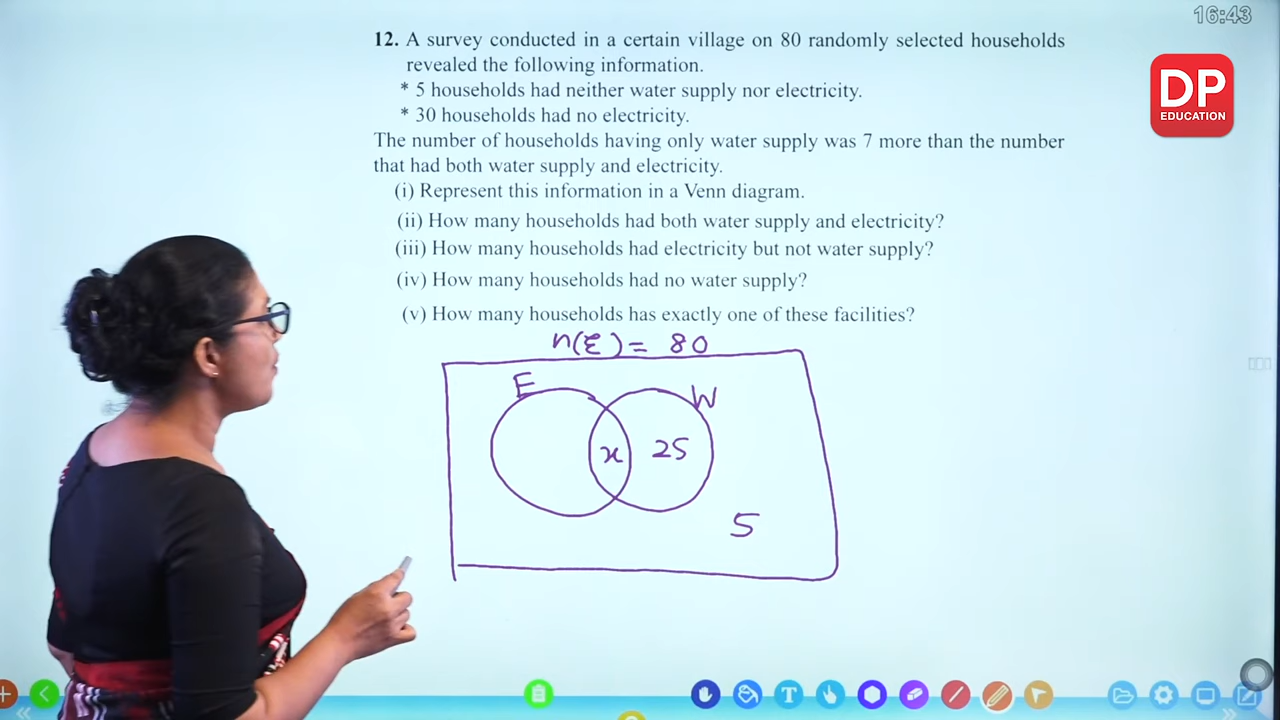 16:43
12. A survey conducted in a certain village on 80 randomly selected households
revealed the following information.
* 5 households had neither water supply nor electricity.
* 30 households had no electricity.
The number of households having only water supply was 7 more than the number
that had both water supply and electricity.
(i) Represent this information in a Venn diagram.
(ii) How many households had both water supply and electricity?
(iii) How many households had electricity but not water supply?
(iv) How many households had no water supply?
(v) How many households has exactly one of these facilities?
DP
EDUCATION
n(ξ) = 80
E
W
x 25
5